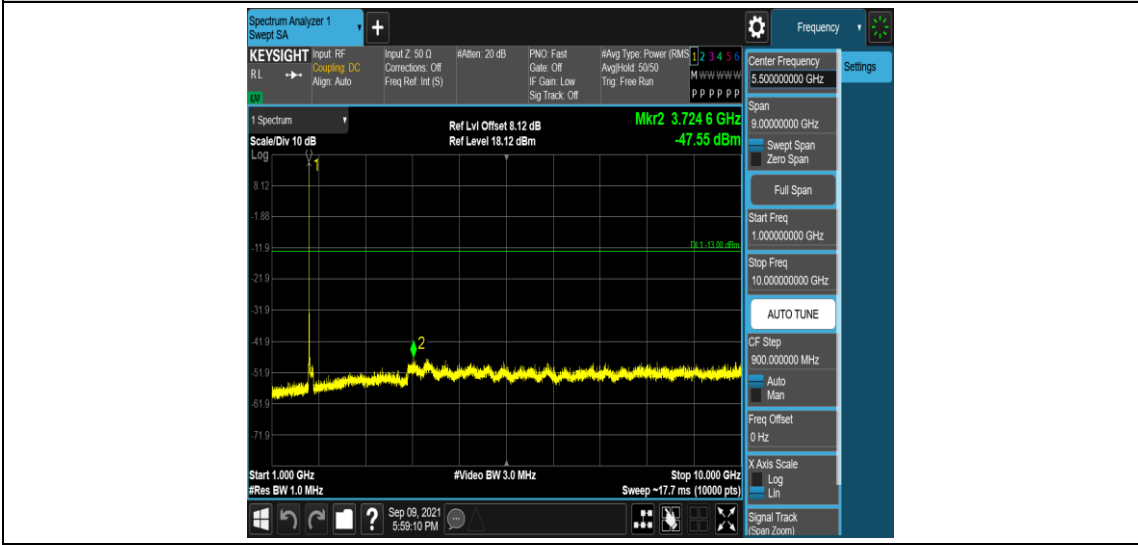 Spectrum Analyzer 1
Swept SA
+
Frequency
KEYSIGHT
RL
LXI
Input: RF
Coupling: DC
Align: Auto
Input Z: 50 Ω
Corrections: Off
Freq Ref: Int (S)
#Atten: 20 dB
PNO: Fast
Gate: Off
IF Gain: Low
Sig Track: Off
#Avg Type: Power (RMS
Avg|Hold: 50/50
Trig: Free Run
1 2 3 4 5 6
M W W W W W
P P P P P P
1 Spectrum
Scale/Div 10 dB
Log
Ref Lvl Offset 8.12 dB
Ref Level 18.12 dBm
Mkr2 3.724 6 GHz
-47.55 dBm
1
8.12
-1.88
-11.9
DL1 -13.00 dBm
-21.9
-31.9
-41.9
2
-51.9
-61.9
-71.9
Start 1.000 GHz
#Video BW 3.0 MHz
Stop 10.000 GHz
#Res BW 1.0 MHz
Sweep ~17.7 ms (10000 pts)
?
Sep 09, 2021
5:59:10 PM
Center Frequency
5.500000000 GHz
Settings
Span
9.00000000 GHz
Swept Span
Zero Span
Full Span
Start Freq
1.000000000 GHz
Stop Freq
10.000000000 GHz
AUTO TUNE
CF Step
900.000000 MHz
Auto
Man
Freq Offset
0 Hz
X Axis Scale
Log
Lin
Signal Track
(Span Zoom)